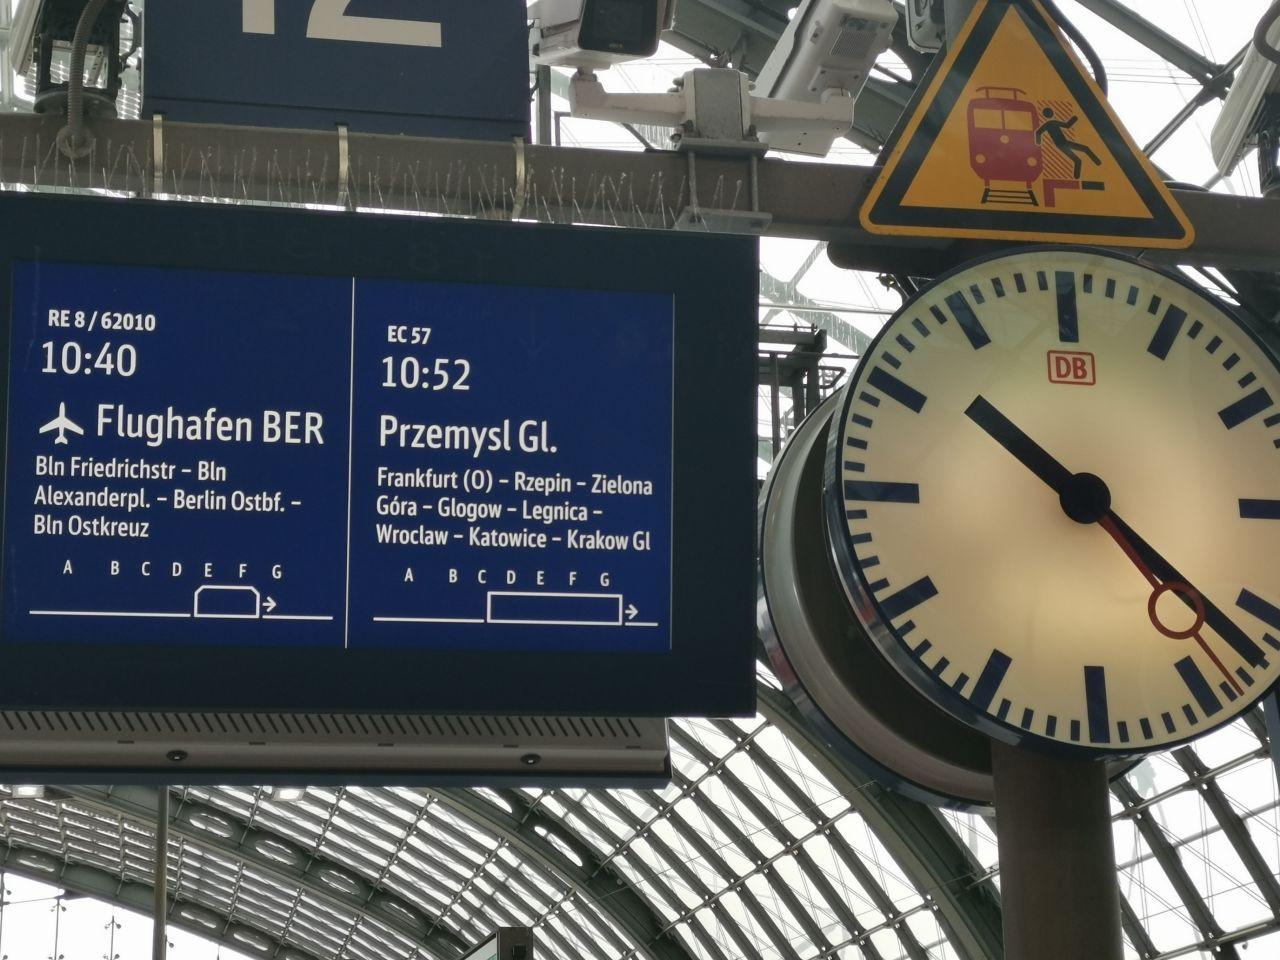 12
RE 8 / 62010
10:40
Flughafen BER
Bln Friedrichstr – Bln
Alexanderpl. – Berlin Ostbf. –
Bln Ostkreuz
A B C D E F G
EC 57
10:52
Przemysl Gl.
Frankfurt (O) – Rzepin – Zielona
Góra – Glogow – Legnica –
Wroclaw – Katowice – Krakow Gl
A B C D E F G
DB